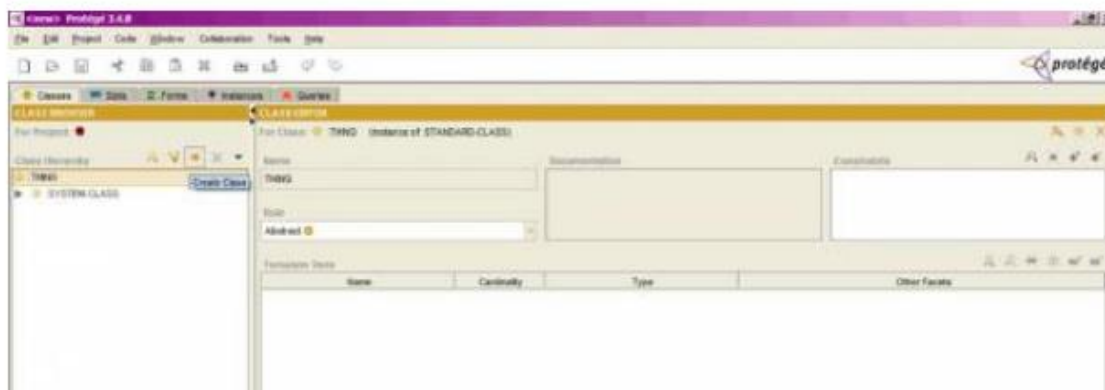 <new> Protégé 3.4.8
File Edit Project Code Window Collaboration Tools Help
protégé
Classes Slots Forms Instances Queries
CLASS BROWSER
CLASS EDITOR
For Project:
For Class: THING (instance of :STANDARD-CLASS)
Class Hierarchy
Name
Documentation
Constraints
:THING
Create Class
:THING
:SYSTEM-CLASS
Role
Abstract
Template Slots
Name Cardinality Type Other Facets